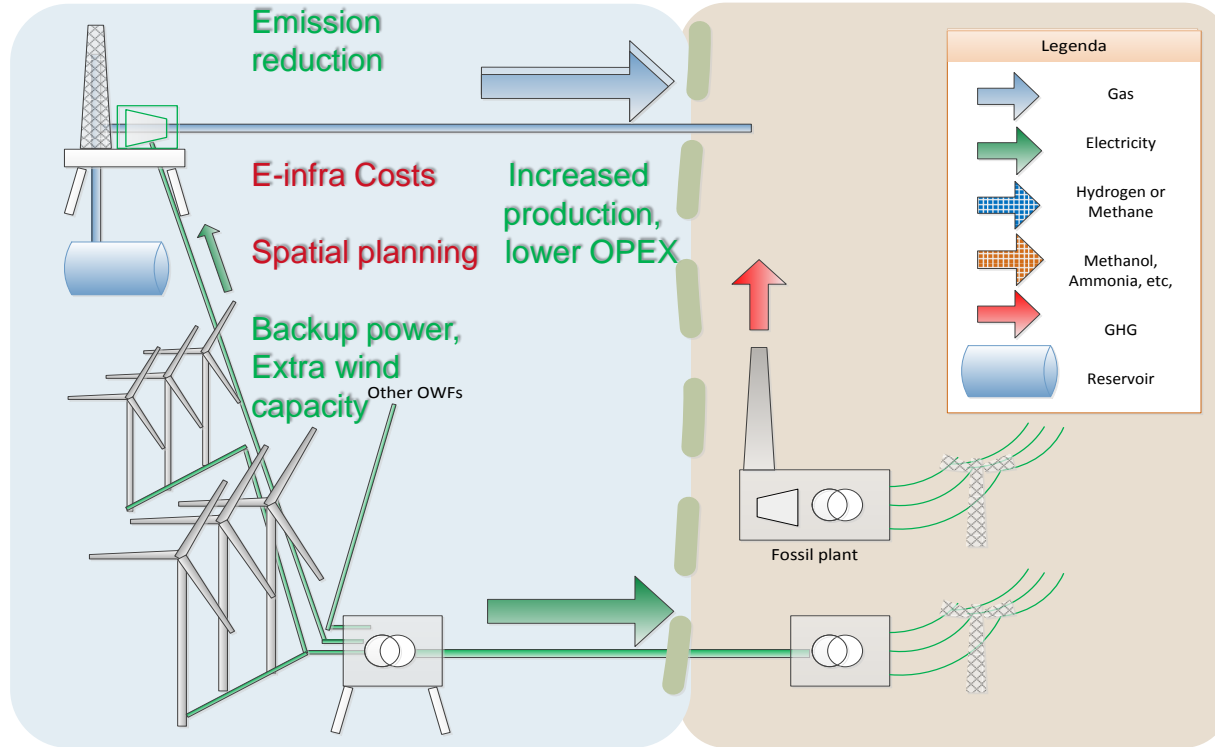 Emission
reduction
E-infra Costs
Increased
production,
lower OPEX
Spatial planning
Backup power,
Extra wind
capacity
Other OWFs
Fossil plant
Legenda
Gas
Electricity
Hydrogen or
Methane
Methanol,
Ammonia, etc,
GHG
Reservoir